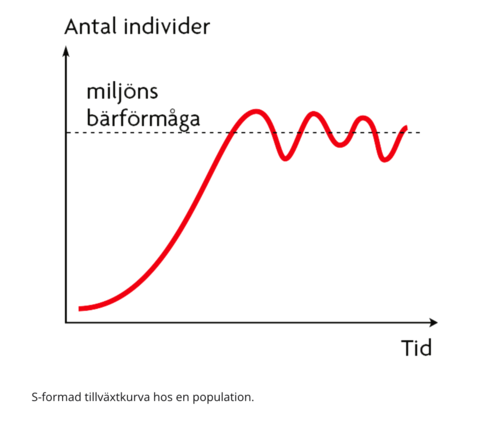 Antal individer
miljöns
bärförmåga
Tid
S-formad tillväxtkurva hos en population.